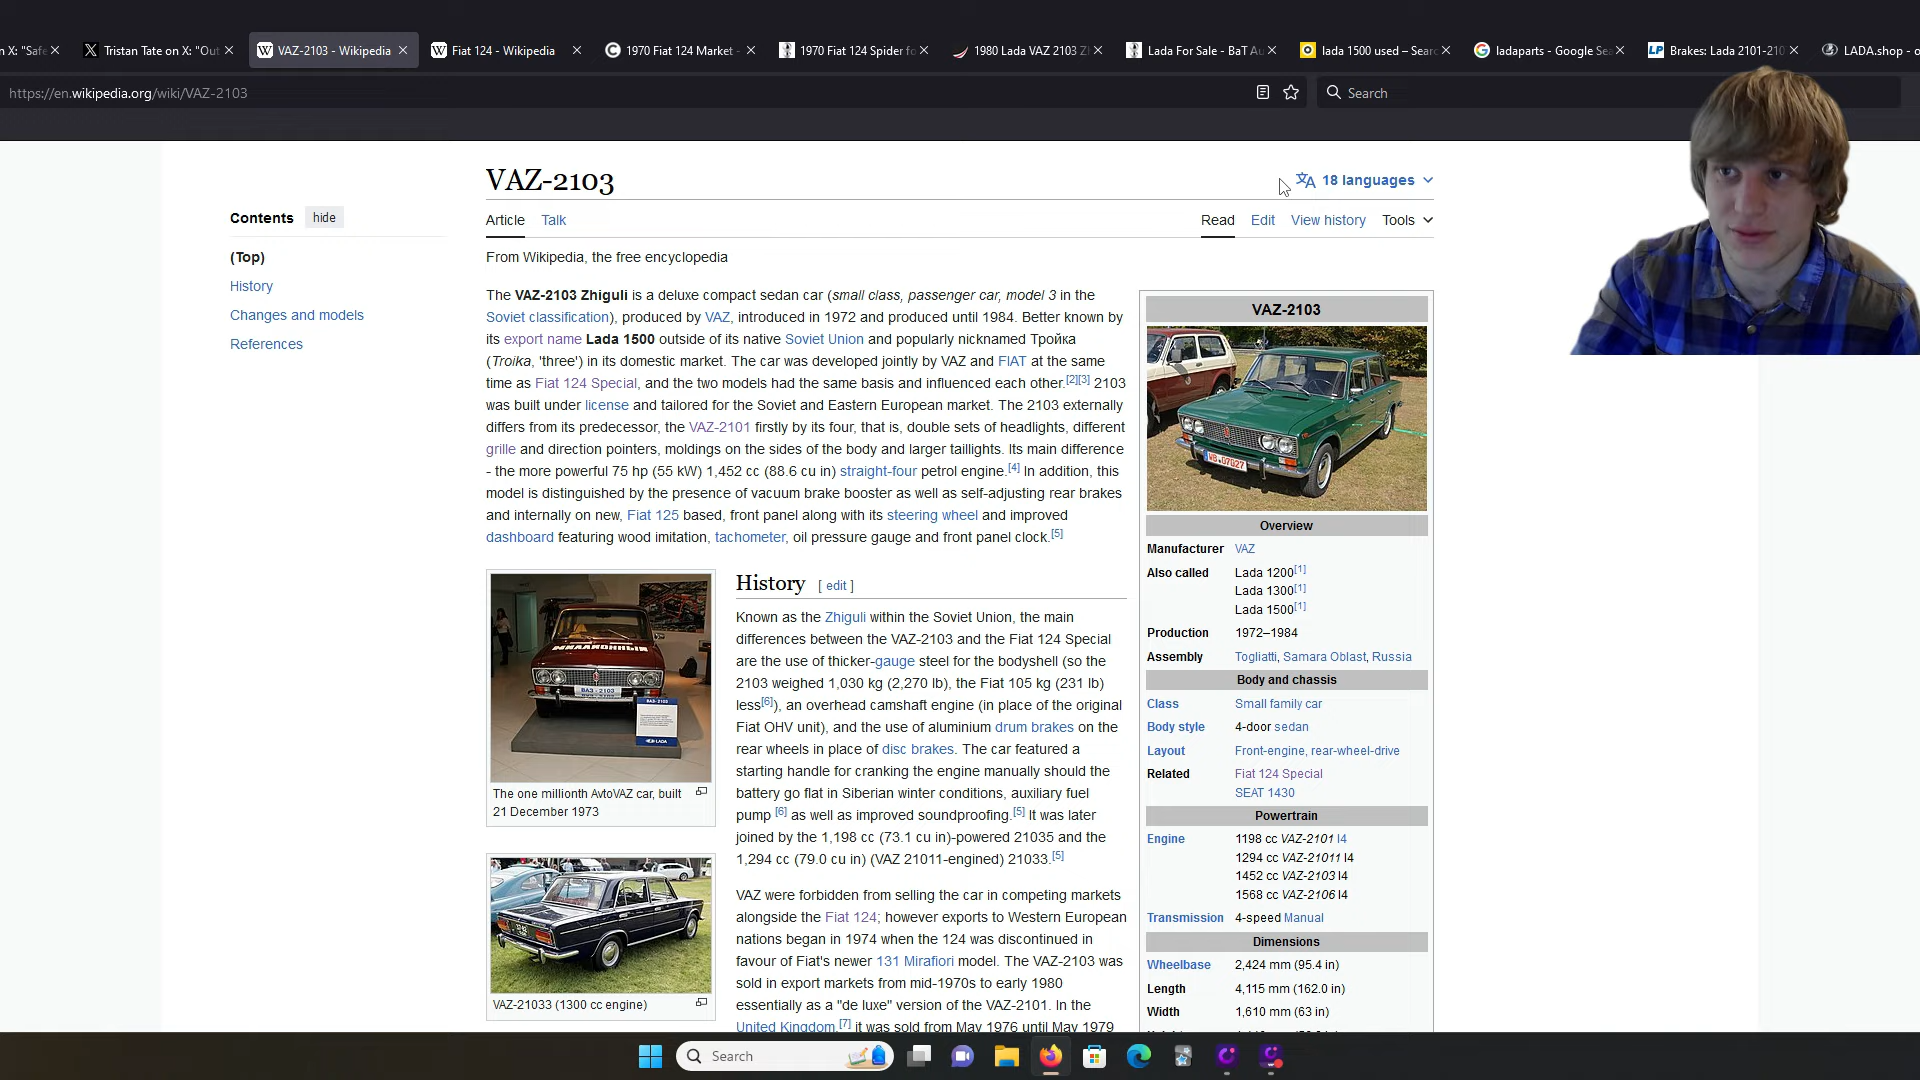 n X: "Safe
Tristan Tate on X: "Out
VAZ-2103 - Wikipedia
Fiat 124 - Wikipedia
1970 Fiat 124 Market -
1970 Fiat 124 Spider fo
1980 Lada VAZ 2103 Z
Lada For Sale - BaT Au
lada 1500 used – Searc
ladaparts - Google Sea
Brakes: Lada 2101-210
LADA.shop - o
https://en.wikipedia.org/wiki/VAZ-2103
Search
VAZ-2103
18 languages
Contents
hide
Article
Talk
Read
Edit
View history
Tools
(Top)
History
Changes and models
References
From Wikipedia, the free encyclopedia
The VAZ-2103 Zhiguli is a deluxe compact sedan car (small class, passenger car, model 3 in the
Soviet classification), produced by VAZ, introduced in 1972 and produced until 1984. Better known by
its export name Lada 1500 outside of its native Soviet Union and popularly nicknamed Тройка
(Troika, 'three') in its domestic market. The car was developed jointly by VAZ and FIAT at the same
time as Fiat 124 Special, and the two models had the same basis and influenced each other.[2][3] 2103
was built under license and tailored for the Soviet and Eastern European market. The 2103 externally
differs from its predecessor, the VAZ-2101 firstly by its four, that is, double sets of headlights, different
grille and direction pointers, moldings on the sides of the body and larger taillights. Its main difference
- the more powerful 75 hp (55 kW) 1,452 cc (88.6 cu in) straight-four petrol engine.[4] In addition, this
model is distinguished by the presence of vacuum brake booster as well as self-adjusting rear brakes
and internally on new, Fiat 125 based, front panel along with its steering wheel and improved
dashboard featuring wood imitation, tachometer, oil pressure gauge and front panel clock.[5]
The one millionth AvtoVAZ car, built
21 December 1973
VAZ-21033 (1300 cc engine)
History [ edit ]
Known as the Zhiguli within the Soviet Union, the main
differences between the VAZ-2103 and the Fiat 124 Special
are the use of thicker-gauge steel for the bodyshell (so the
2103 weighed 1,030 kg (2,270 lb), the Fiat 105 kg (231 lb)
less[6]), an overhead camshaft engine (in place of the original
Fiat OHV unit), and the use of aluminium drum brakes on the
rear wheels in place of disc brakes. The car featured a
starting handle for cranking the engine manually should the
battery go flat in Siberian winter conditions, auxiliary fuel
pump [6] as well as improved soundproofing.[5] It was later
joined by the 1,198 cc (73.1 cu in)-powered 21035 and the
1,294 cc (79.0 cu in) (VAZ 21011-engined) 21033.[5]
VAZ were forbidden from selling the car in competing markets
alongside the Fiat 124; however exports to Western European
nations began in 1974 when the 124 was discontinued in
favour of Fiat's newer 131 Mirafiori model. The VAZ-2103 was
sold in export markets from mid-1970s to early 1980
essentially as a "de luxe" version of the VAZ-2101. In the
United Kingdom,[7] it was sold from May 1976 until May 1979
VAZ-2103
Overview
Manufacturer VAZ
Also called Lada 1200[1]
Lada 1300[1]
Lada 1500[1]
Production 1972–1984
Assembly Togliatti, Samara Oblast, Russia
Body and chassis
Class Small family car
Body style 4-door sedan
Layout Front-engine, rear-wheel-drive
Related Fiat 124 Special
SEAT 1430
Powertrain
Engine 1198 cc VAZ-2101 I4
1294 cc VAZ-21011 I4
1452 cc VAZ-2103 I4
1568 cc VAZ-2106 I4
Transmission 4-speed Manual
Dimensions
Wheelbase 2,424 mm (95.4 in)
Length 4,115 mm (162.0 in)
Width 1,610 mm (63 in)
Search